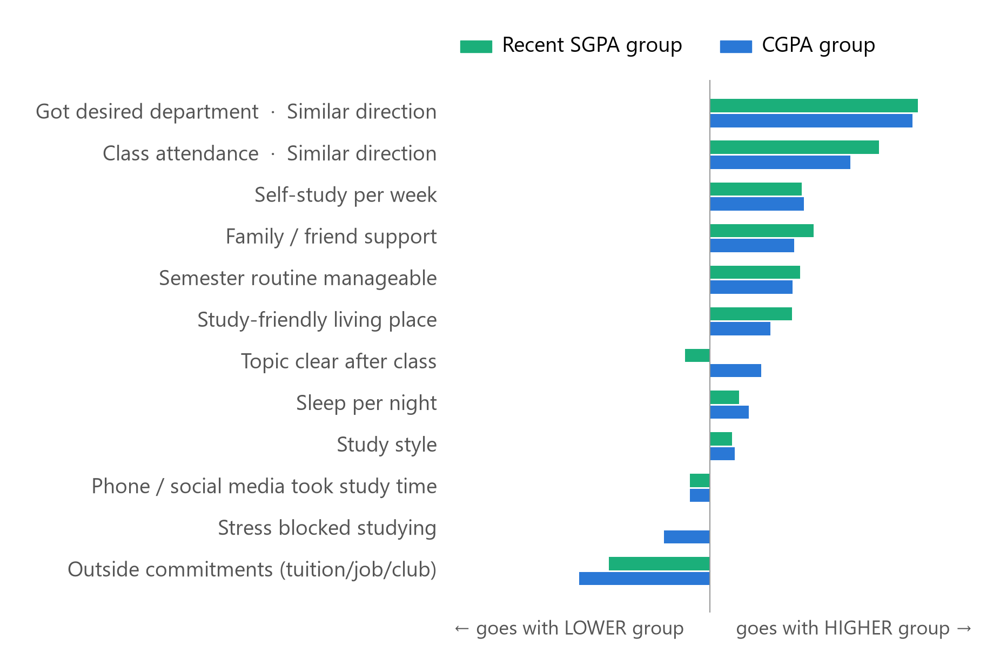 Recent SGPA group
CGPA group
Got desired department · Similar direction
Class attendance · Similar direction
Self-study per week
Family / friend support
Semester routine manageable
Study-friendly living place
Topic clear after class
Sleep per night
Study style
Phone / social media took study time
Stress blocked studying
Outside commitments (tuition/job/club)
← goes with LOWER group
goes with HIGHER group →